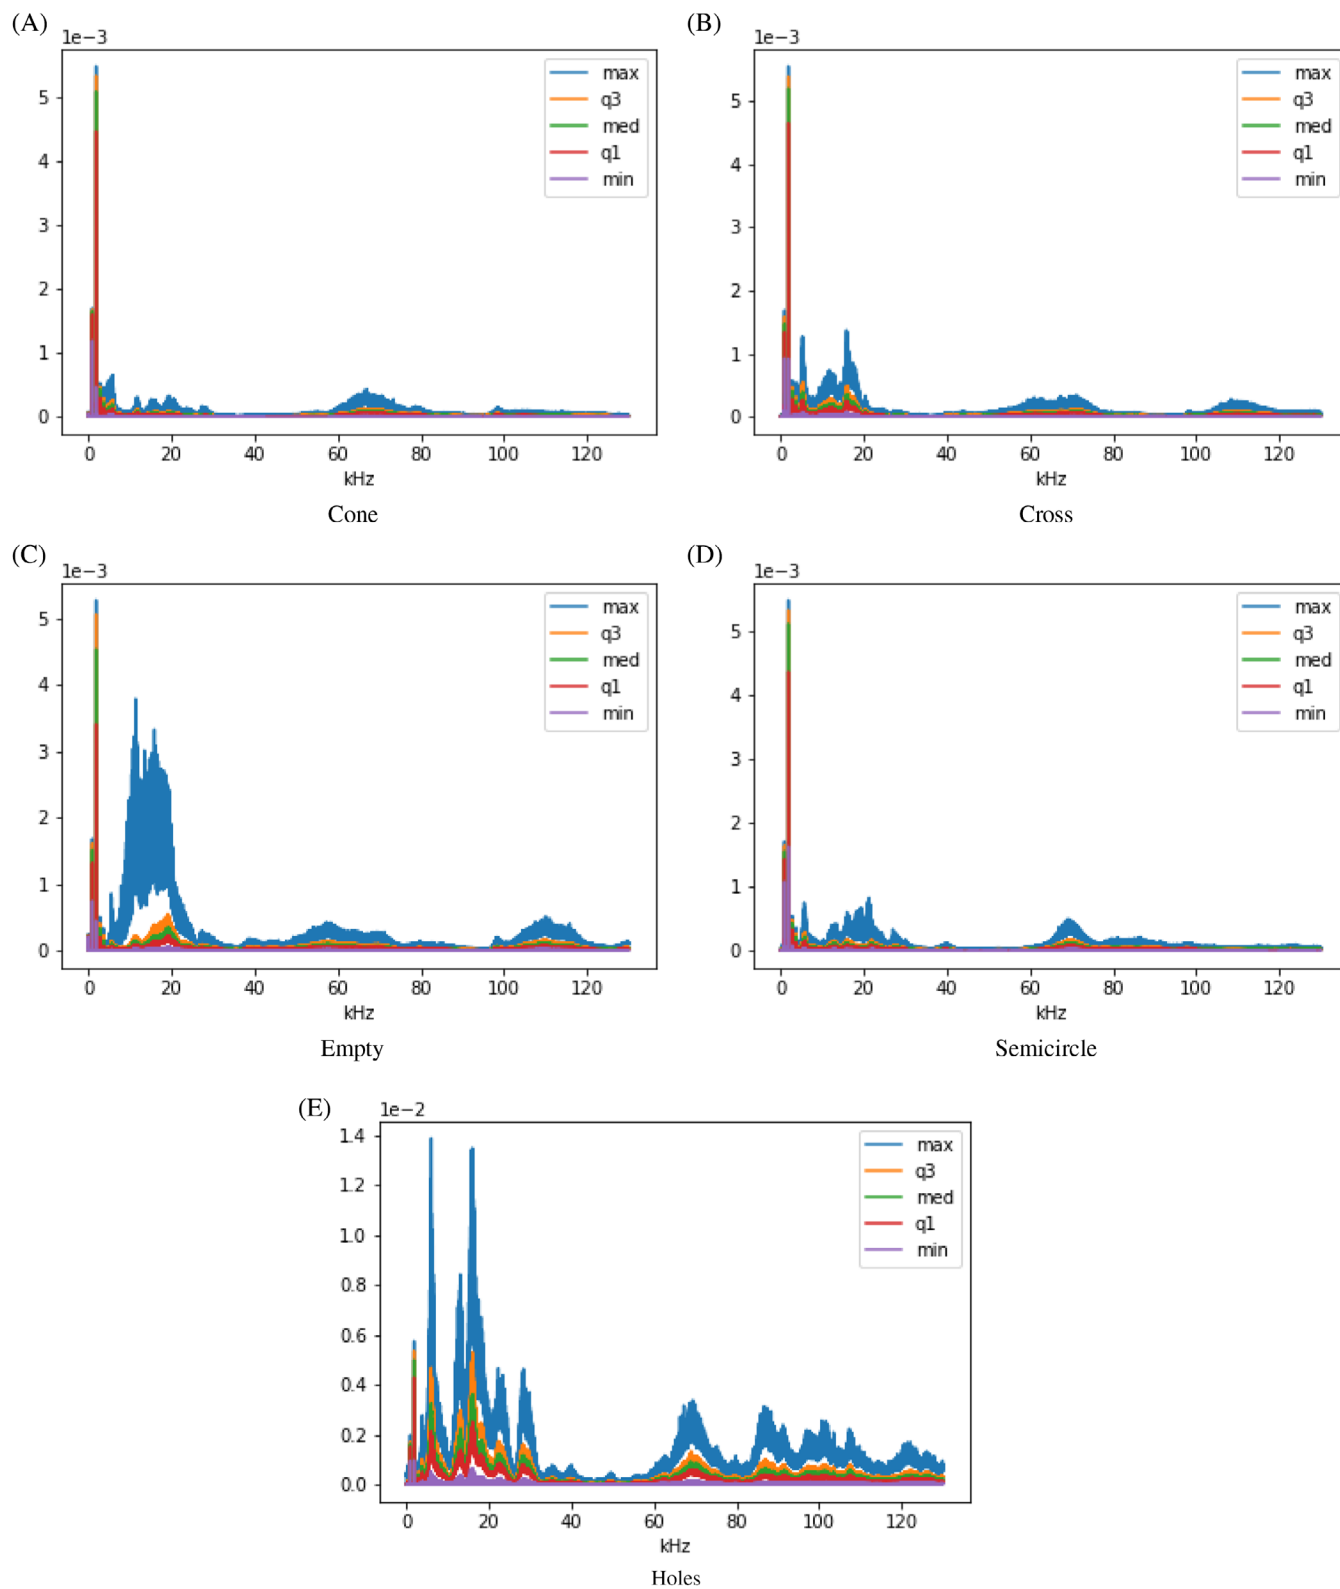 (A)
1e−3
5
4
3
2
1
0
max
q3
med
q1
min
0 20 40 60 80 100 120
kHz
Cone
(B)
1e−3
5
4
3
2
1
0
max
q3
med
q1
min
0 20 40 60 80 100 120
kHz
Cross
(C)
1e−3
5
4
3
2
1
0
max
q3
med
q1
min
0 20 40 60 80 100 120
kHz
Empty
(D)
1e−3
5
4
3
2
1
0
max
q3
med
q1
min
0 20 40 60 80 100 120
kHz
Semicircle
(E)
1e−2
1.4
1.2
1.0
0.8
0.6
0.4
0.2
0.0
max
q3
med
q1
min
0 20 40 60 80 100 120
kHz
Holes